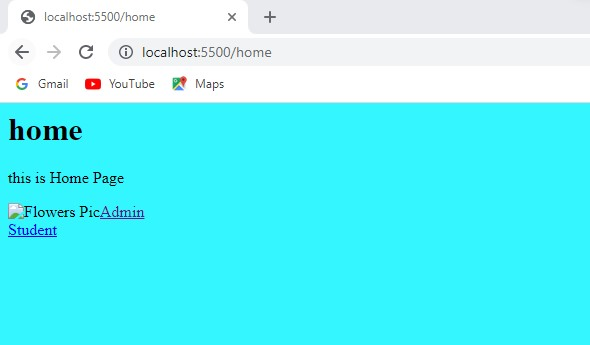 localhost:5500/home
localhost:5500/home
Gmail YouTube Maps
home
this is Home Page
Flowers PicAdmin
Student